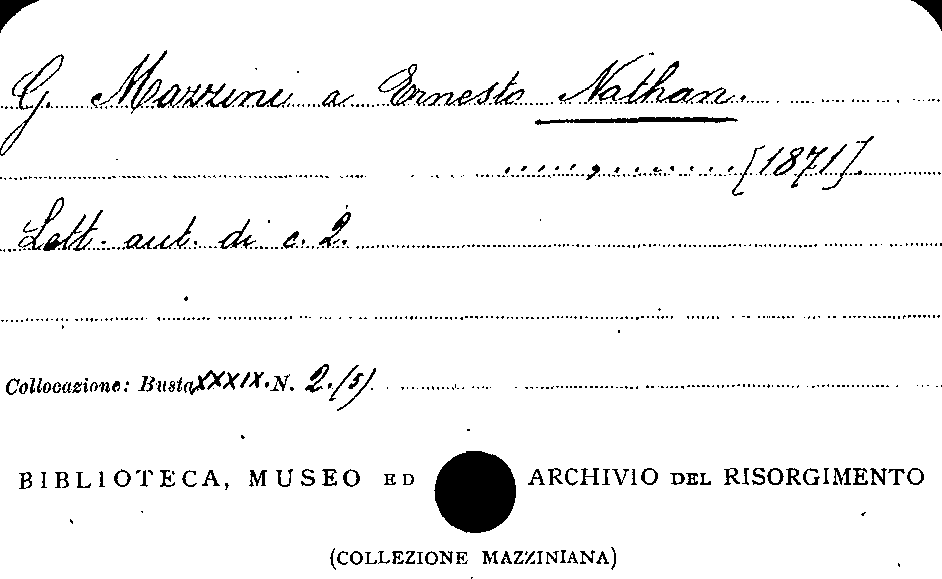 G. Mazzini a Ernesto Nathan.
......,........[1871].
Lett. aut. di c. 2.
Collocazione: Busta XXXIX. N. 2.(5)
BIBLIOTECA, MUSEO ED ARCHIVIO DEL RISORGIMENTO
(COLLEZIONE MAZZINIANA)